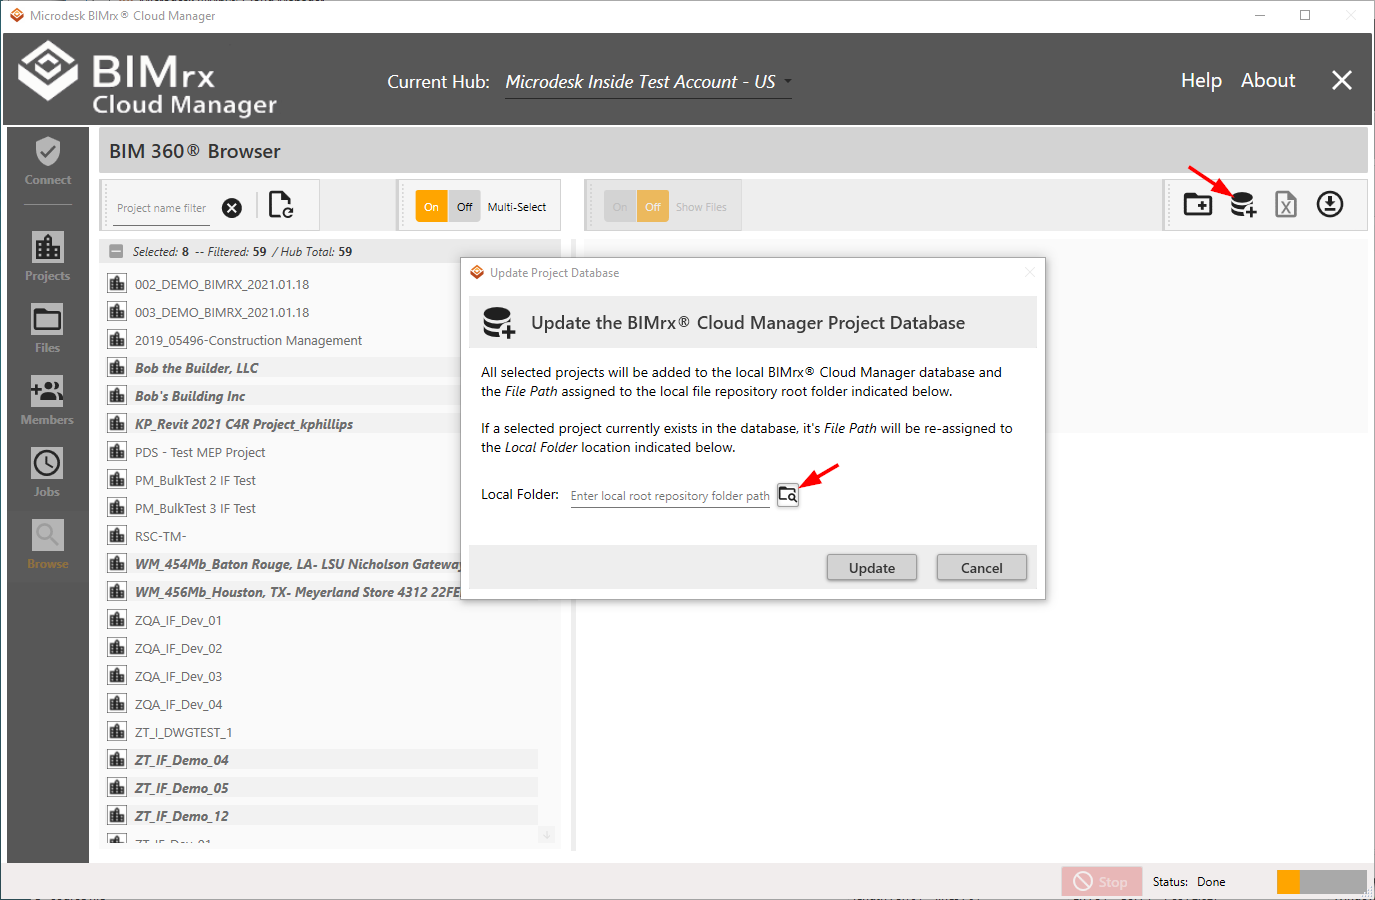 Microdesk BIMrx® Cloud Manager
BIMrx
Cloud Manager
Current Hub: Microdesk Inside Test Account - US
Help About
Connect
Projects
Files
Members
Jobs
Browse
BIM 360® Browser
Project name filter
On Off Multi-Select
On Off Show Files
Selected: 8 -- Filtered: 59 / Hub Total: 59
002_DEMO_BIMRX_2021.01.18
003_DEMO_BIMRX_2021.01.18
2019_05496-Construction Management
Bob the Builder, LLC
Bob's Building Inc
KP_Revit 2021 C4R Project_kphillips
PDS - Test MEP Project
PM_BulkTest 2 IF Test
PM_BulkTest 3 IF Test
RSC-TM-
WM_454Mb_Baton Rouge, LA- LSU Nicholson Gateway
WM_456Mb_Houston, TX- Meyerland Store 4312 22FE
ZQA_IF_Dev_01
ZQA_IF_Dev_02
ZQA_IF_Dev_03
ZQA_IF_Dev_04
ZT_I_DWGTEST_1
ZT_IF_Demo_04
ZT_IF_Demo_05
ZT_IF_Demo_12
Update Project Database
Update the BIMrx® Cloud Manager Project Database
All selected projects will be added to the local BIMrx® Cloud Manager database and
the File Path assigned to the local file repository root folder indicated below.
If a selected project currently exists in the database, it's File Path will be re-assigned to
the Local Folder location indicated below.
Local Folder: Enter local root repository folder path
Update Cancel
Stop Status: Done